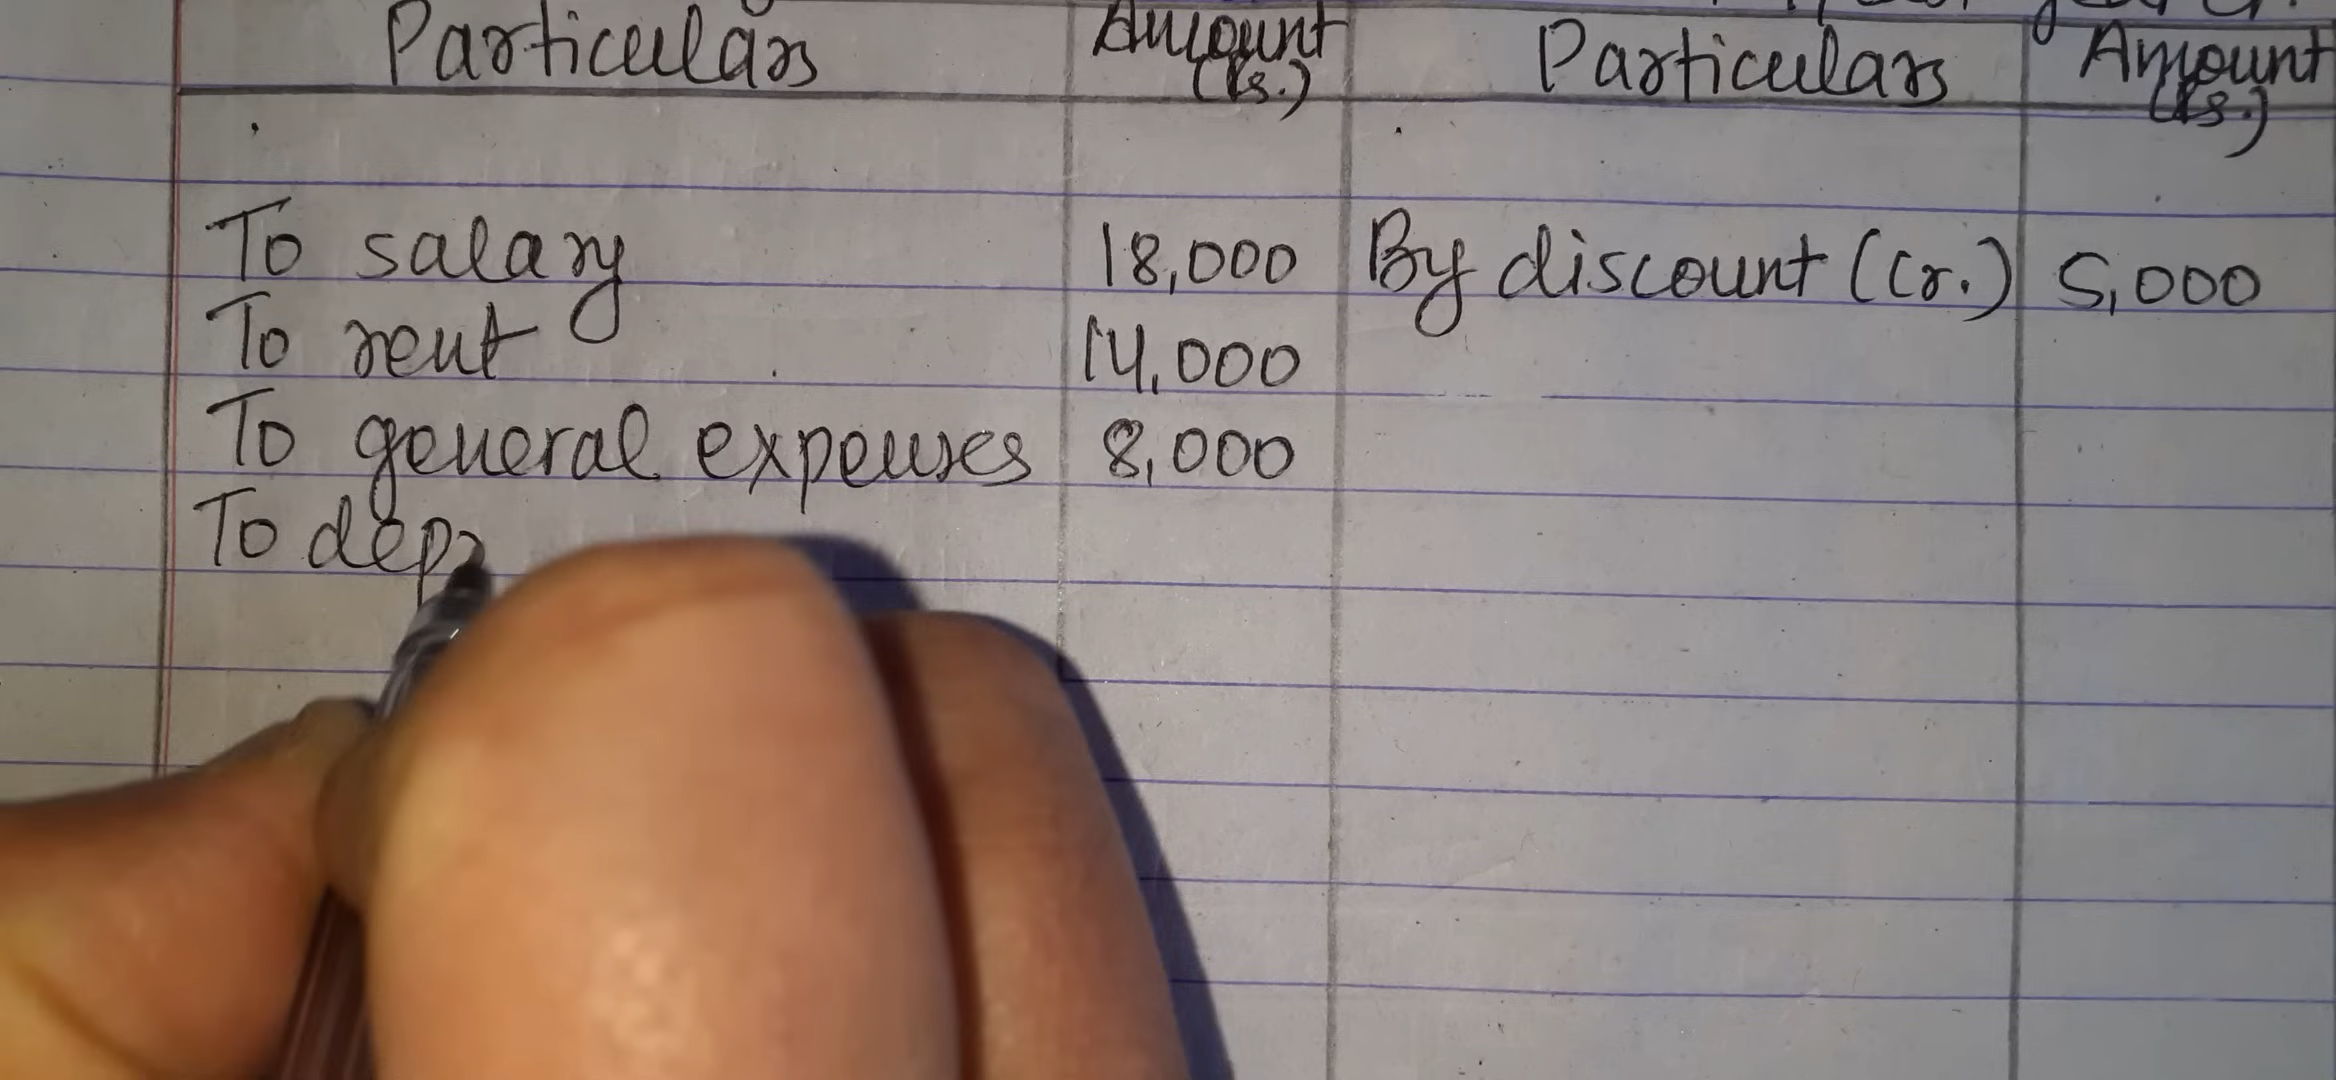 Particulars Amount (Rs.) Particulars Amount (Rs.)
To salary 18,000 By discount (Cr.) 5,000
To rent 14,000
To general expenses 8,000
To depr